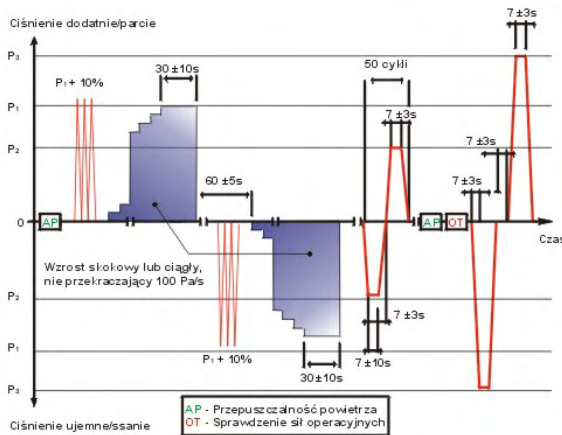 Ciśnienie dodatnie/parcie
7 ±3s
P₃
50 cykli
30 ±10s
P₁ + 10%
P₁
7 ±3s
7 ±3s
P₂
60 ±5s
7 ±3s
0
AP
AP
OT
Czas
Wzrost skokowy lub ciągły,
nie przekraczający 100 Pa/s
P₂
7 ±3s
P₁
P₁ + 10%
7 ±10s
30 ±10s
P₃
AP - Przepuszczalność powietrza
OT - Sprawdzenie sił operacyjnych
Ciśnienie ujemne/ssanie